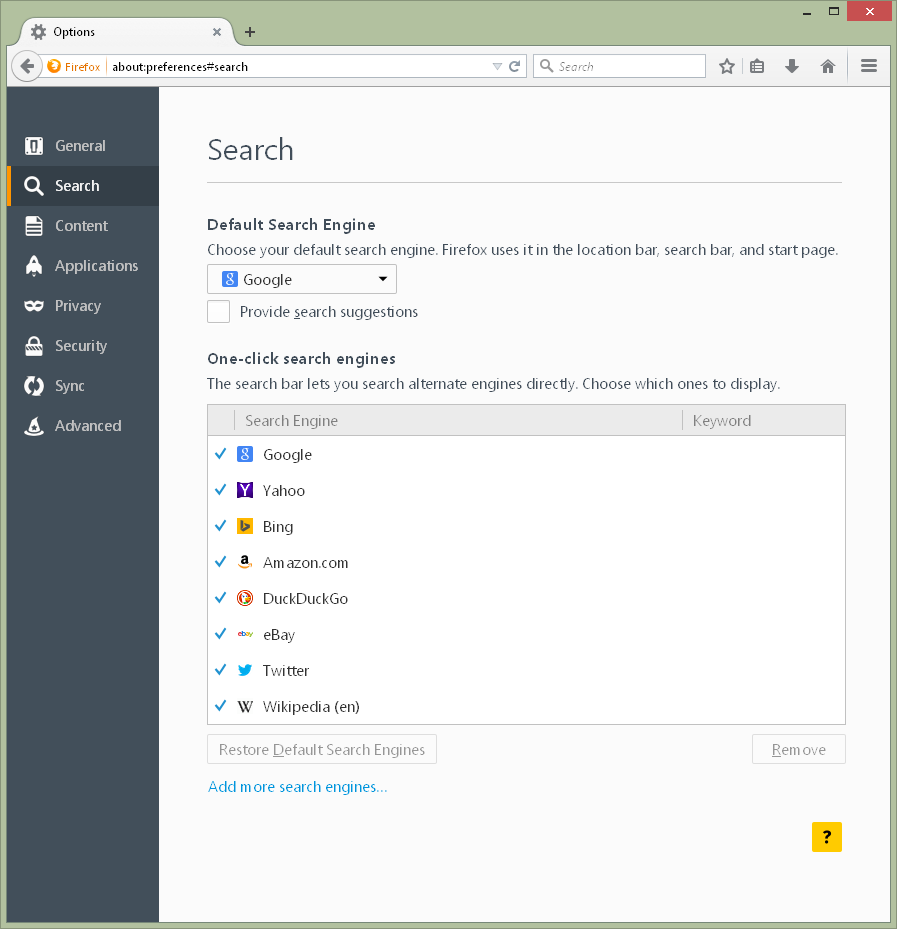 Options
Firefox about:preferences#search
Search
General
Search
Content
Applications
Privacy
Security
Sync
Advanced
Search
Default Search Engine
Choose your default search engine. Firefox uses it in the location bar, search bar, and start page.
Google
Provide search suggestions
One-click search engines
The search bar lets you search alternate engines directly. Choose which ones to display.
Search Engine Keyword
Google
Yahoo
Bing
Amazon.com
DuckDuckGo
eBay
Twitter
Wikipedia (en)
Restore Default Search Engines Remove
Add more search engines...
?